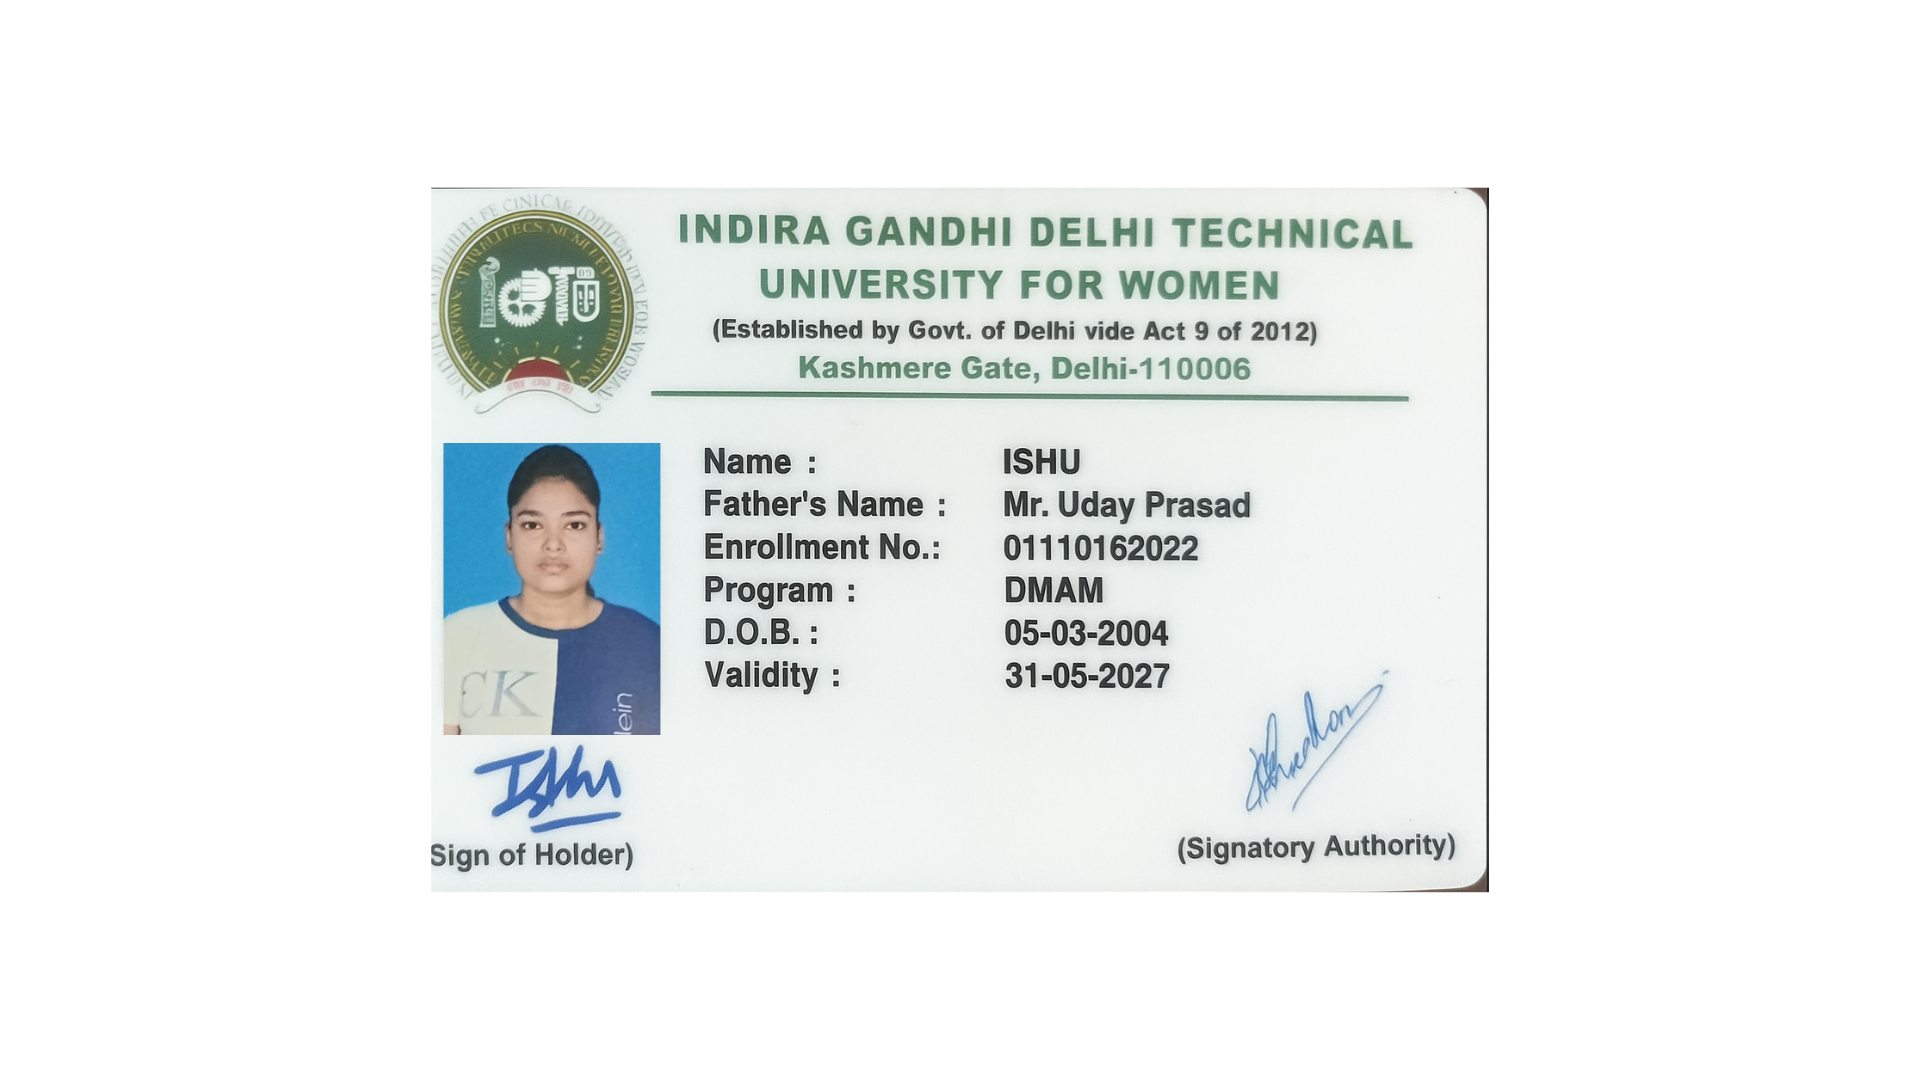 INDIRA GANDHI DELHI TECHNICAL
UNIVERSITY FOR WOMEN
(Established by Govt. of Delhi vide Act 9 of 2012)
Kashmere Gate, Delhi-110006
Name : ISHU
Father's Name : Mr. Uday Prasad
Enrollment No.: 01110162022
Program : DMAM
D.O.B. : 05-03-2004
Validity : 31-05-2027
CK
lein
Ishu
Sign of Holder)
(Signatory Authority)